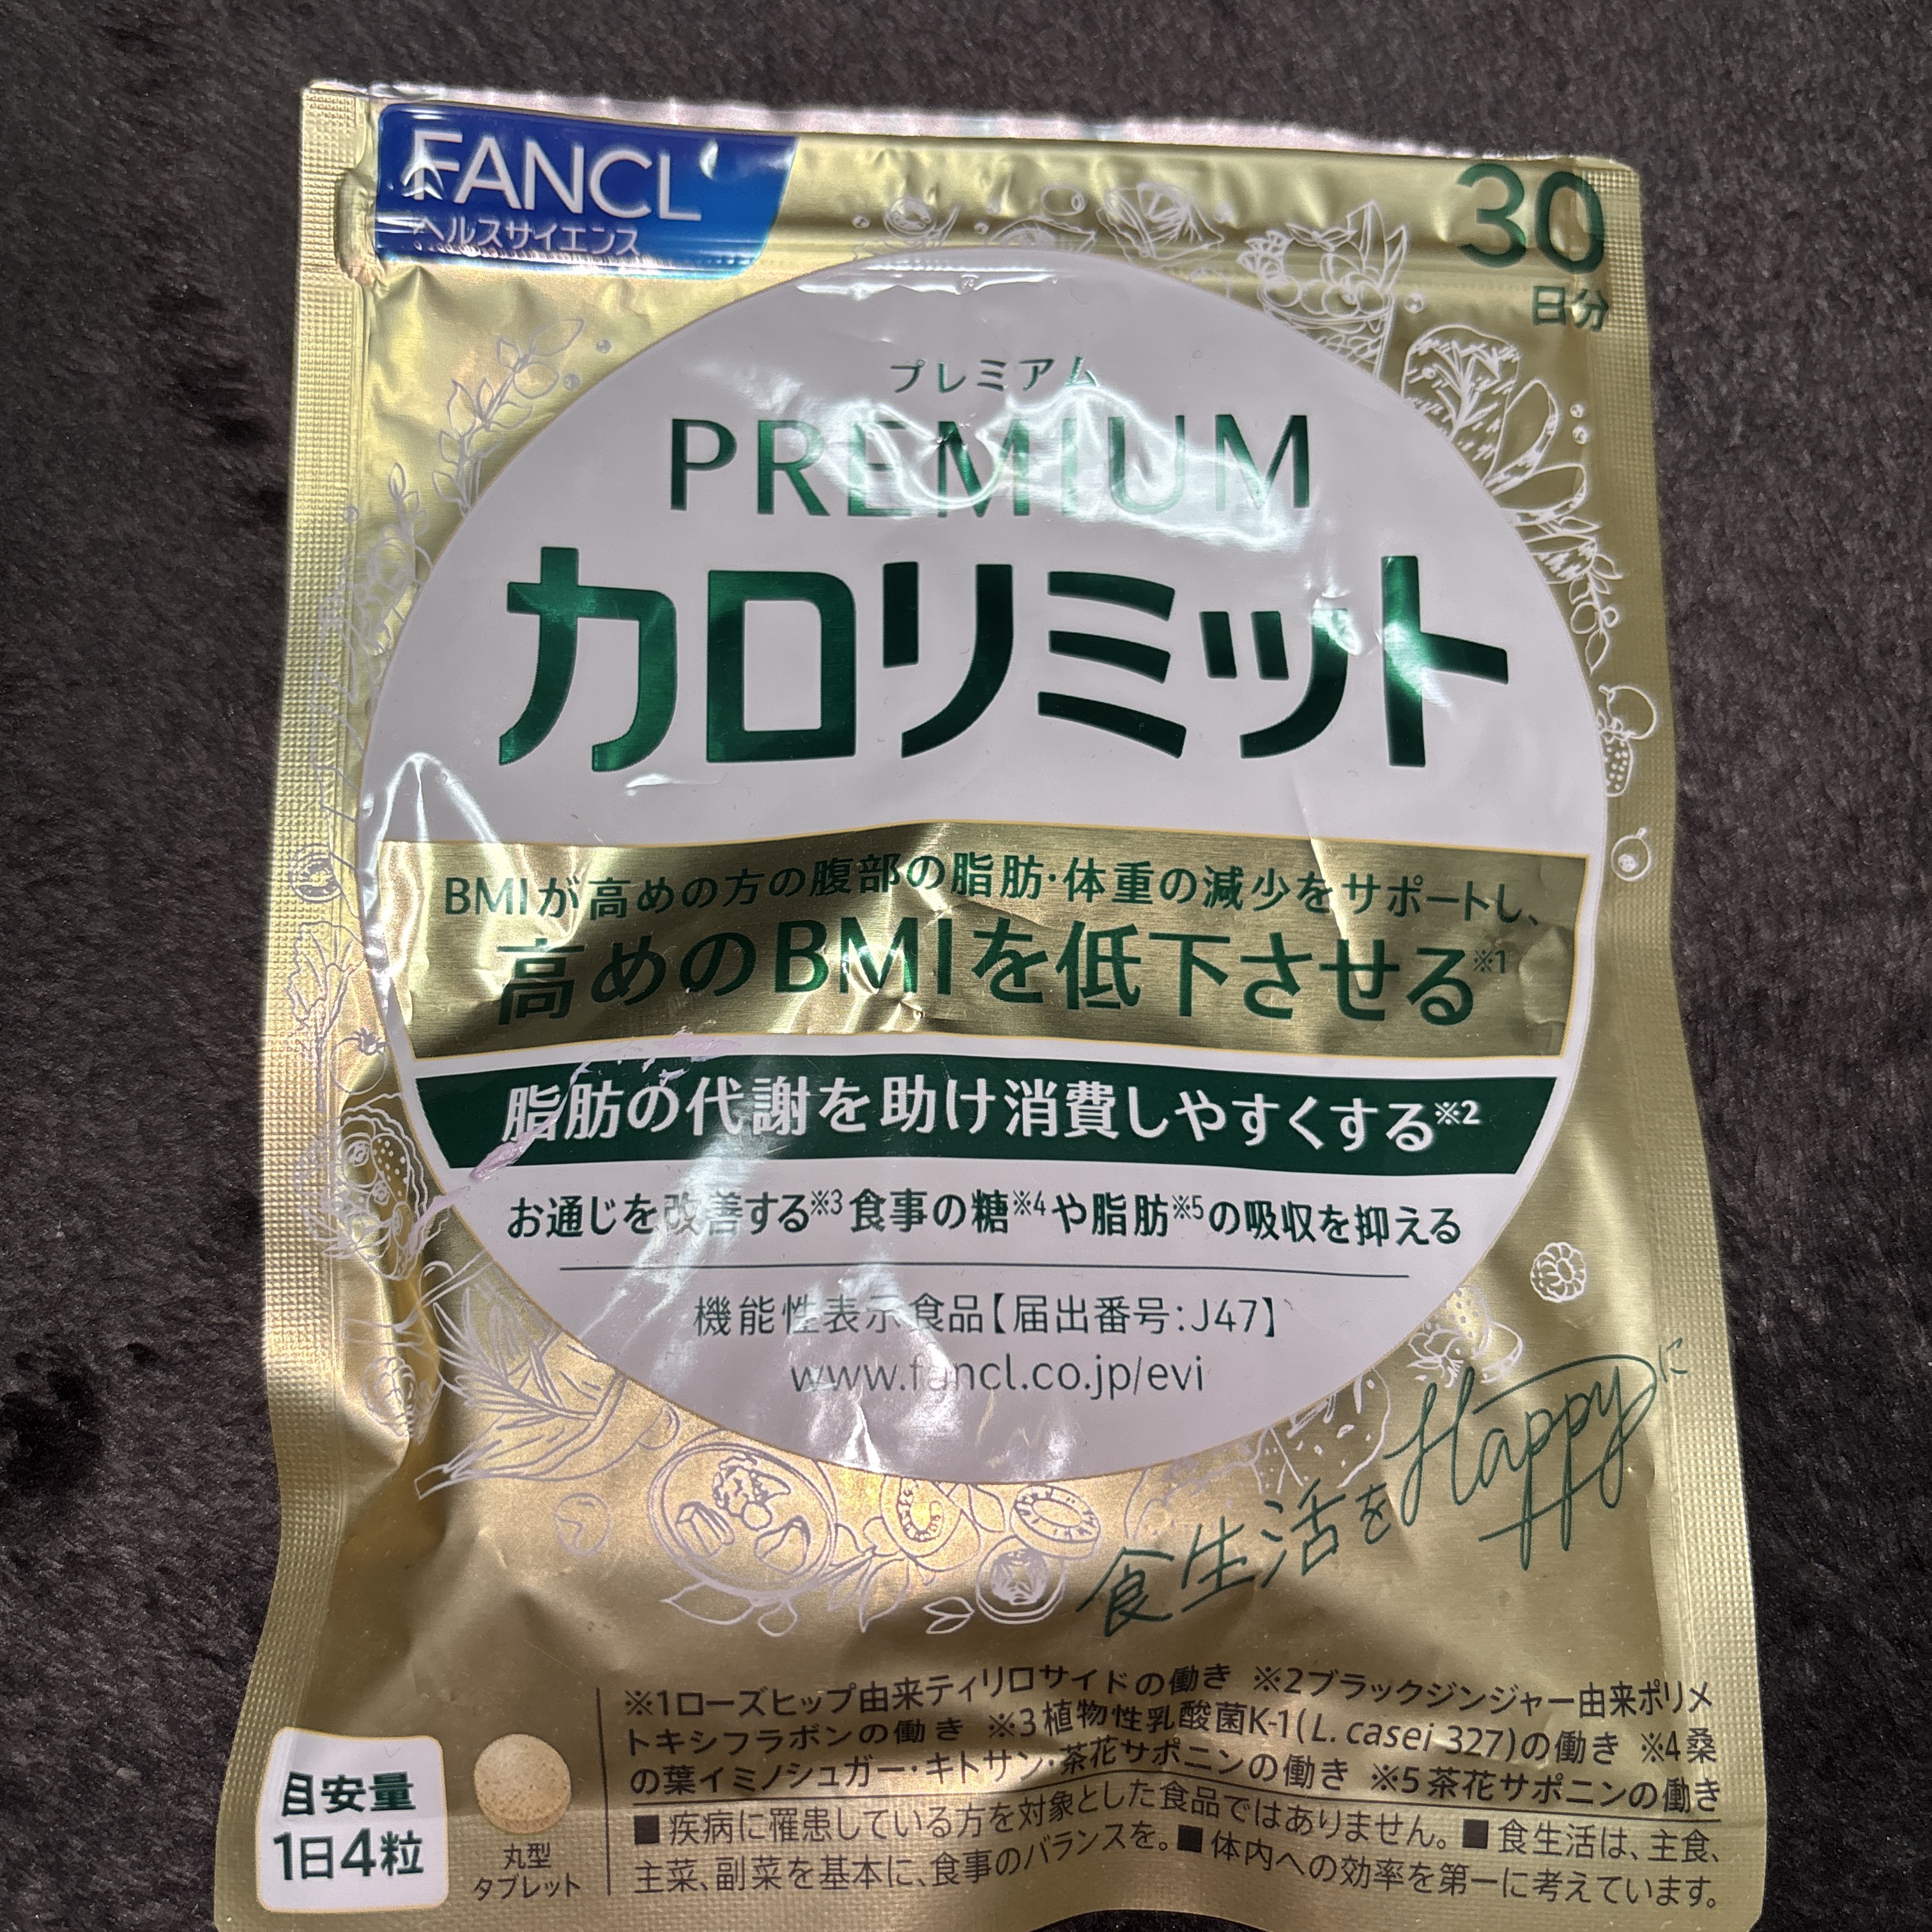 FANCL
ヘルスサイエンス
30
日分
プレミアム
PREMIUM
カロリミット
BMIが高めの方の腹部の脂肪・体重の減少をサポートし、
高めのBMIを低下させる※1
脂肪の代謝を助け消費しやすくする※2
お通じを改善する※3食事の糖※4や脂肪※5の吸収を抑える
機能性表示食品【届出番号:J47】
www.fancl.co.jp/evi
食生活をHappyに
※1ローズヒップ由来ティリロサイドの働き ※2ブラックジンジャー由来ポリメ
トキシフラボンの働き ※3植物性乳酸菌K-1(L. casei 327)の働き ※4桑
の葉イミノシュガー・キトサン・茶花サポニンの働き ※5茶花サポニンの働き
■疾病に罹患している方を対象とした食品ではありません。■食生活は、主食、
主菜、副菜を基本に、食事のバランスを。■体内への効率を第一に考えています。
目安量
1日4粒
丸型
タブレット